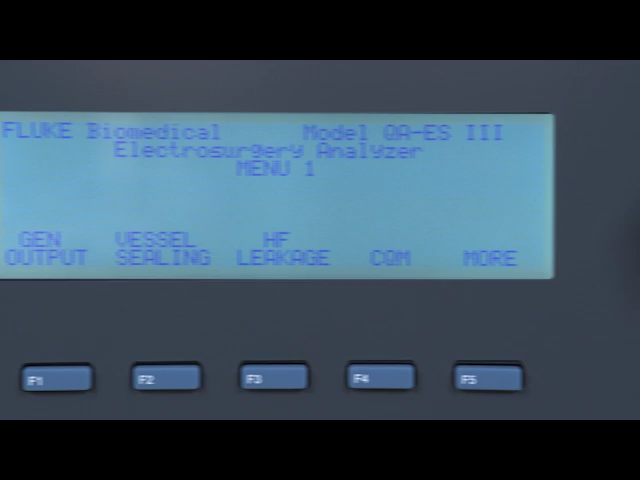 FLUKE Biomedical Model QA-ES III
Electrosurgery Analyzer
MENU 1
GEN VESSEL HF
OUTPUT SEALING LEAKAGE CQM MORE
F1 F2 F3 F4 F5